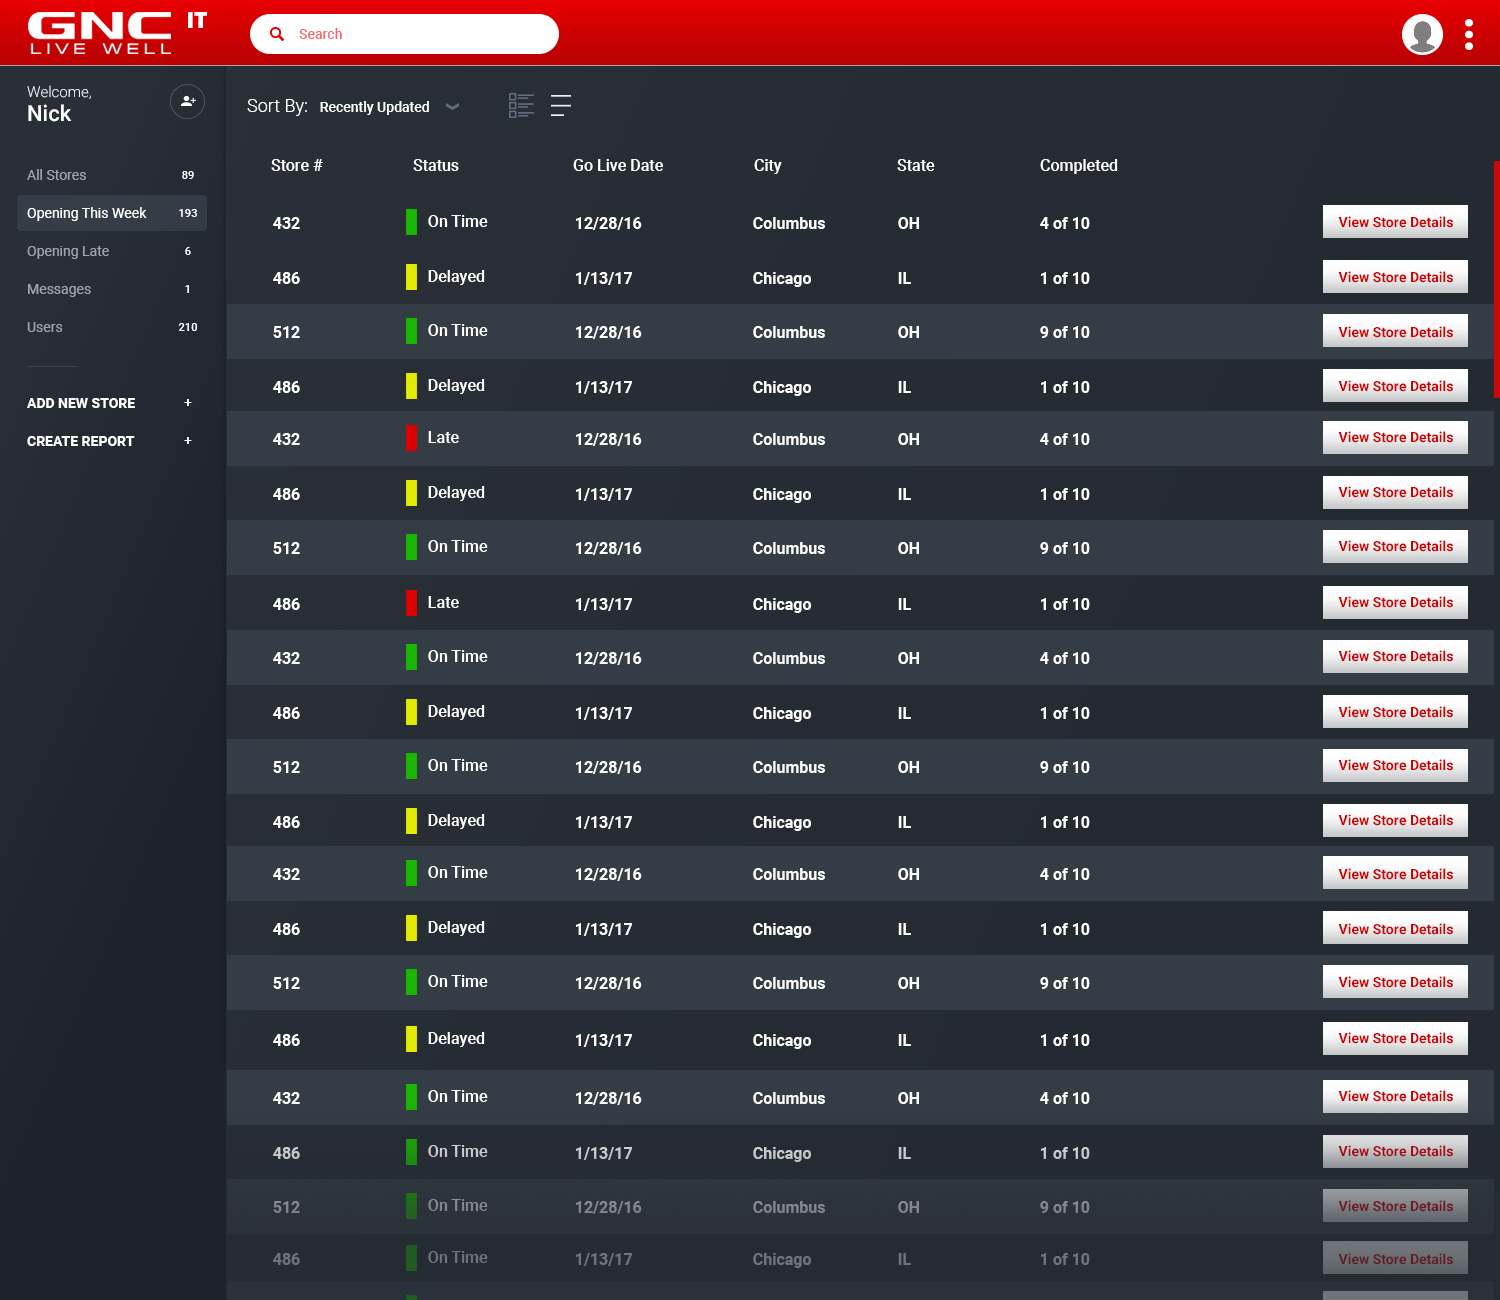 GNC IT
LIVE WELL
Search
Welcome,
Nick
All Stores 89
Opening This Week 193
Opening Late 6
Messages 1
Users 210
ADD NEW STORE +
CREATE REPORT +
Sort By: Recently Updated
Store # Status Go Live Date City State Completed
432 On Time 12/28/16 Columbus OH 4 of 10 View Store Details
486 Delayed 1/13/17 Chicago IL 1 of 10 View Store Details
512 On Time 12/28/16 Columbus OH 9 of 10 View Store Details
486 Delayed 1/13/17 Chicago IL 1 of 10 View Store Details
432 Late 12/28/16 Columbus OH 4 of 10 View Store Details
486 Delayed 1/13/17 Chicago IL 1 of 10 View Store Details
512 On Time 12/28/16 Columbus OH 9 of 10 View Store Details
486 Late 1/13/17 Chicago IL 1 of 10 View Store Details
432 On Time 12/28/16 Columbus OH 4 of 10 View Store Details
486 Delayed 1/13/17 Chicago IL 1 of 10 View Store Details
512 On Time 12/28/16 Columbus OH 9 of 10 View Store Details
486 Delayed 1/13/17 Chicago IL 1 of 10 View Store Details
432 On Time 12/28/16 Columbus OH 4 of 10 View Store Details
486 Delayed 1/13/17 Chicago IL 1 of 10 View Store Details
512 On Time 12/28/16 Columbus OH 9 of 10 View Store Details
486 Delayed 1/13/17 Chicago IL 1 of 10 View Store Details
432 On Time 12/28/16 Columbus OH 4 of 10 View Store Details
486 On Time 1/13/17 Chicago IL 1 of 10 View Store Details
512 On Time 12/28/16 Columbus OH 9 of 10 View Store Details
486 On Time 1/13/17 Chicago IL 1 of 10 View Store Details